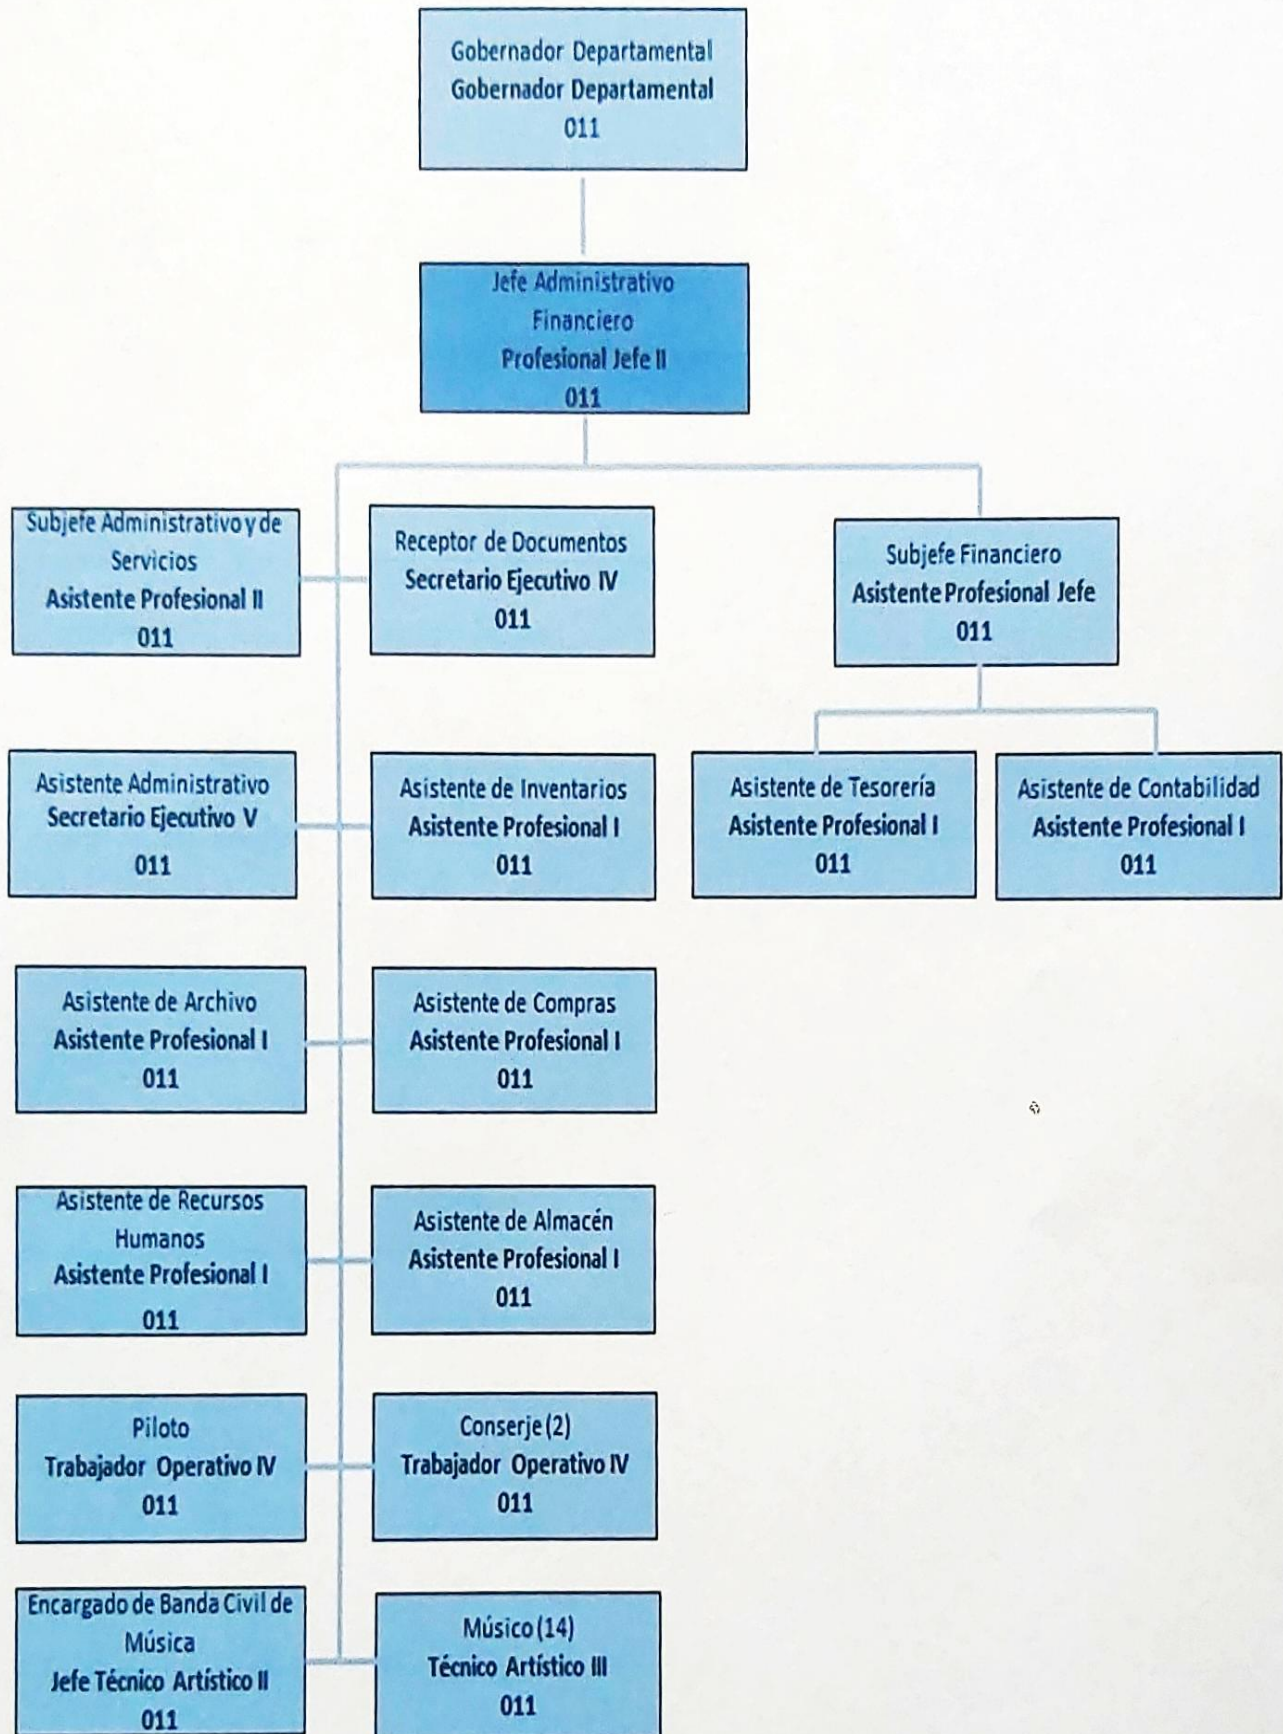 Gobernador Departamental
Gobernador Departamental
011
Jefe Administrativo
Financiero
Profesional Jefe II
011
Subjefe Administrativo y de
Servicios
Asistente Profesional II
011
Receptor de Documentos
Secretario Ejecutivo IV
011
Subjefe Financiero
Asistente Profesional Jefe
011
Asistente Administrativo
Secretario Ejecutivo V
011
Asistente de Inventarios
Asistente Profesional I
011
Asistente de Tesorería
Asistente Profesional I
011
Asistente de Contabilidad
Asistente Profesional I
011
Asistente de Archivo
Asistente Profesional I
011
Asistente de Compras
Asistente Profesional I
011
Asistente de Recursos
Humanos
Asistente Profesional I
011
Asistente de Almacén
Asistente Profesional I
011
Piloto
Trabajador Operativo IV
011
Conserje (2)
Trabajador Operativo IV
011
Encargado de Banda Civil de
Música
Jefe Técnico Artístico II
011
Músico (14)
Técnico Artístico III
011